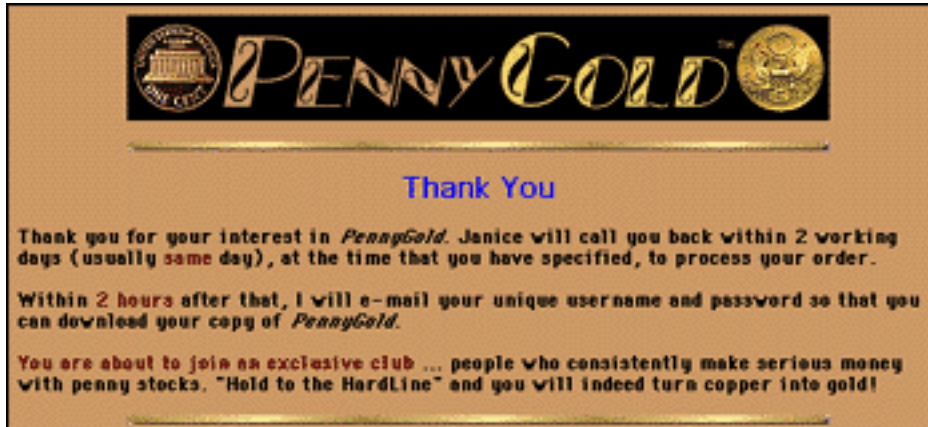 PENNYGOLD™
ONE CENT
Thank You
Thank you for your interest in PennyGold. Janice will call you back within 2 working
days (usually same day), at the time that you have specified, to process your order.
Within 2 hours after that, I will e-mail your unique username and password so that you
can download your copy of PennyGold.
You are about to join an exclusive club ... people who consistently make serious money
with penny stocks. "Hold to the HardLine" and you will indeed turn copper into gold!